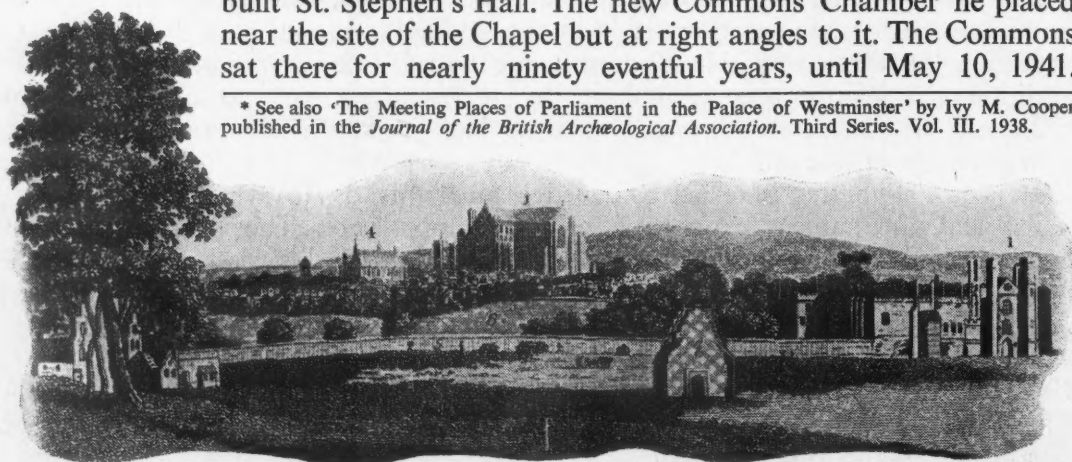 built St. Stephen's Hall. The new Commons Chamber he placed
near the site of the Chapel but at right angles to it. The Commons
sat there for nearly ninety eventful years, until May 10, 1941.
* See also 'The Meeting Places of Parliament in the Palace of Westminster' by Ivy M. Cooper
published in the Journal of the British Archæological Association. Third Series. Vol. III. 1938.